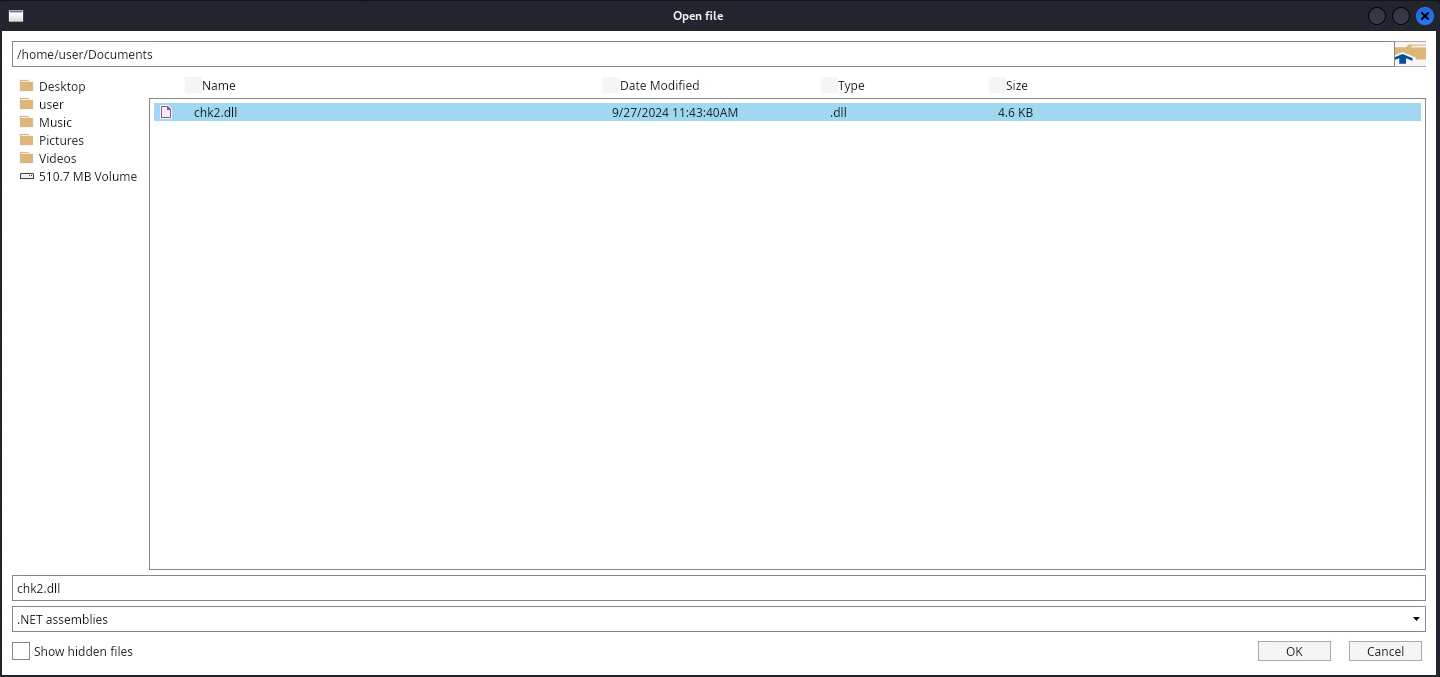 Open file
/home/user/Documents
Desktop
user
Music
Pictures
Videos
510.7 MB Volume
Name Date Modified Type Size
chk2.dll 9/27/2024 11:43:40AM .dll 4.6 KB
chk2.dll
.NET assemblies
Show hidden files
OK Cancel